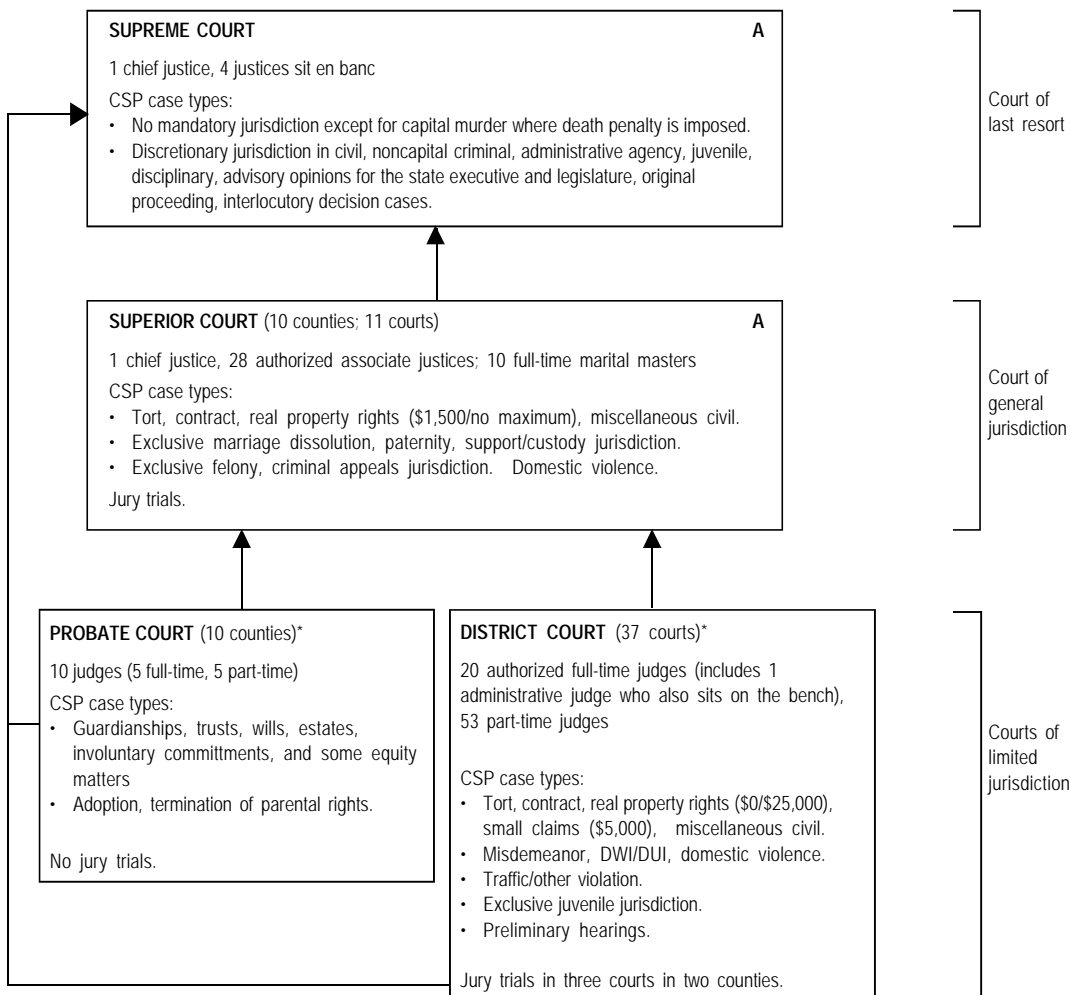 SUPREME COURT A
1 chief justice, 4 justices sit en banc
CSP case types:
• No mandatory jurisdiction except for capital murder where death penalty is imposed.
• Discretionary jurisdiction in civil, noncapital criminal, administrative agency, juvenile,
disciplinary, advisory opinions for the state executive and legislature, original
proceeding, interlocutory decision cases.
Court of
last resort
SUPERIOR COURT (10 counties; 11 courts) A
1 chief justice, 28 authorized associate justices; 10 full-time marital masters
CSP case types:
• Tort, contract, real property rights ($1,500/no maximum), miscellaneous civil.
• Exclusive marriage dissolution, paternity, support/custody jurisdiction.
• Exclusive felony, criminal appeals jurisdiction. Domestic violence.
Jury trials.
Court of
general
jurisdiction
PROBATE COURT (10 counties)*
10 judges (5 full-time, 5 part-time)
CSP case types:
• Guardianships, trusts, wills, estates,
involuntary committments, and some equity
matters
• Adoption, termination of parental rights.
No jury trials.
DISTRICT COURT (37 courts)*
20 authorized full-time judges (includes 1
administrative judge who also sits on the bench),
53 part-time judges
CSP case types:
• Tort, contract, real property rights ($0/$25,000),
small claims ($5,000), miscellaneous civil.
• Misdemeanor, DWI/DUI, domestic violence.
• Traffic/other violation.
• Exclusive juvenile jurisdiction.
• Preliminary hearings.
Jury trials in three courts in two counties.
Courts of
limited
jurisdiction